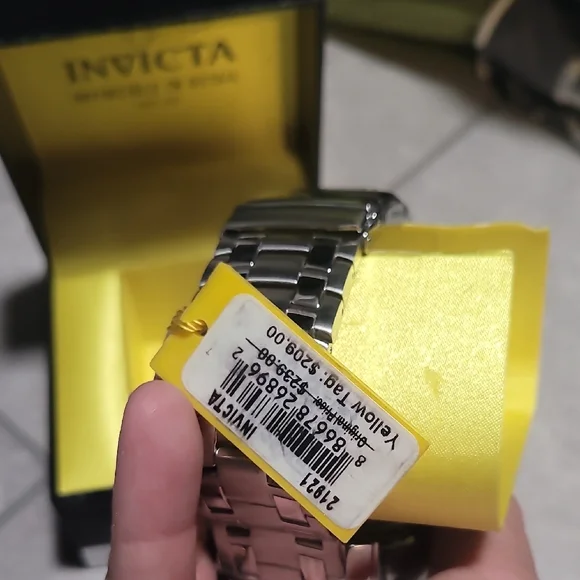 INVICTA
INVICTA
21921
8 86678 26896 2
Original Price: $239.00
Yellow Tag: $209.00